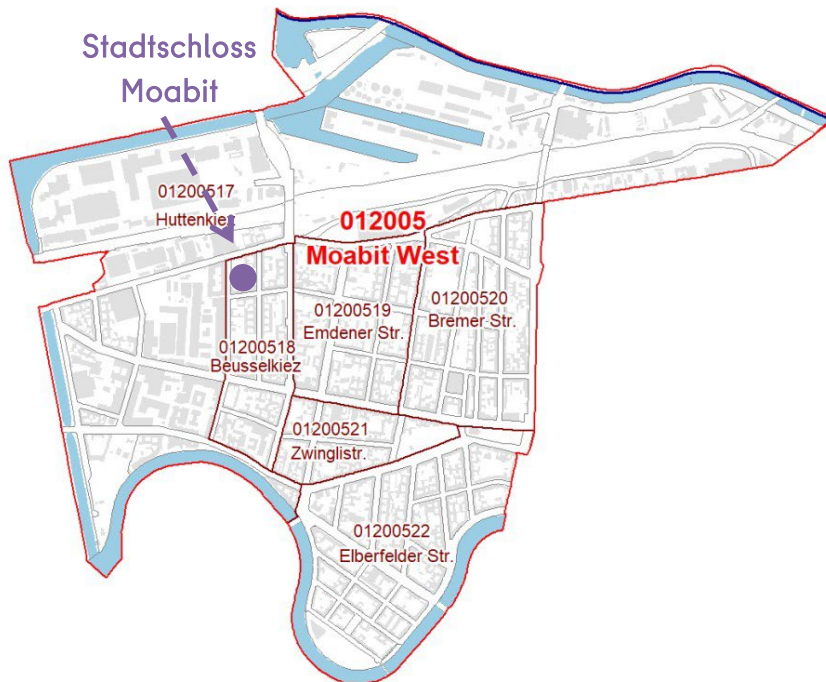 Stadtschloss
Moabit
01200517
Huttenkiez
012005
Moabit West
01200520
Bremer Str.
01200519
Emdener Str.
01200518
Beusselkiez
01200521
Zwinglistr.
01200522
Elberfelder Str.